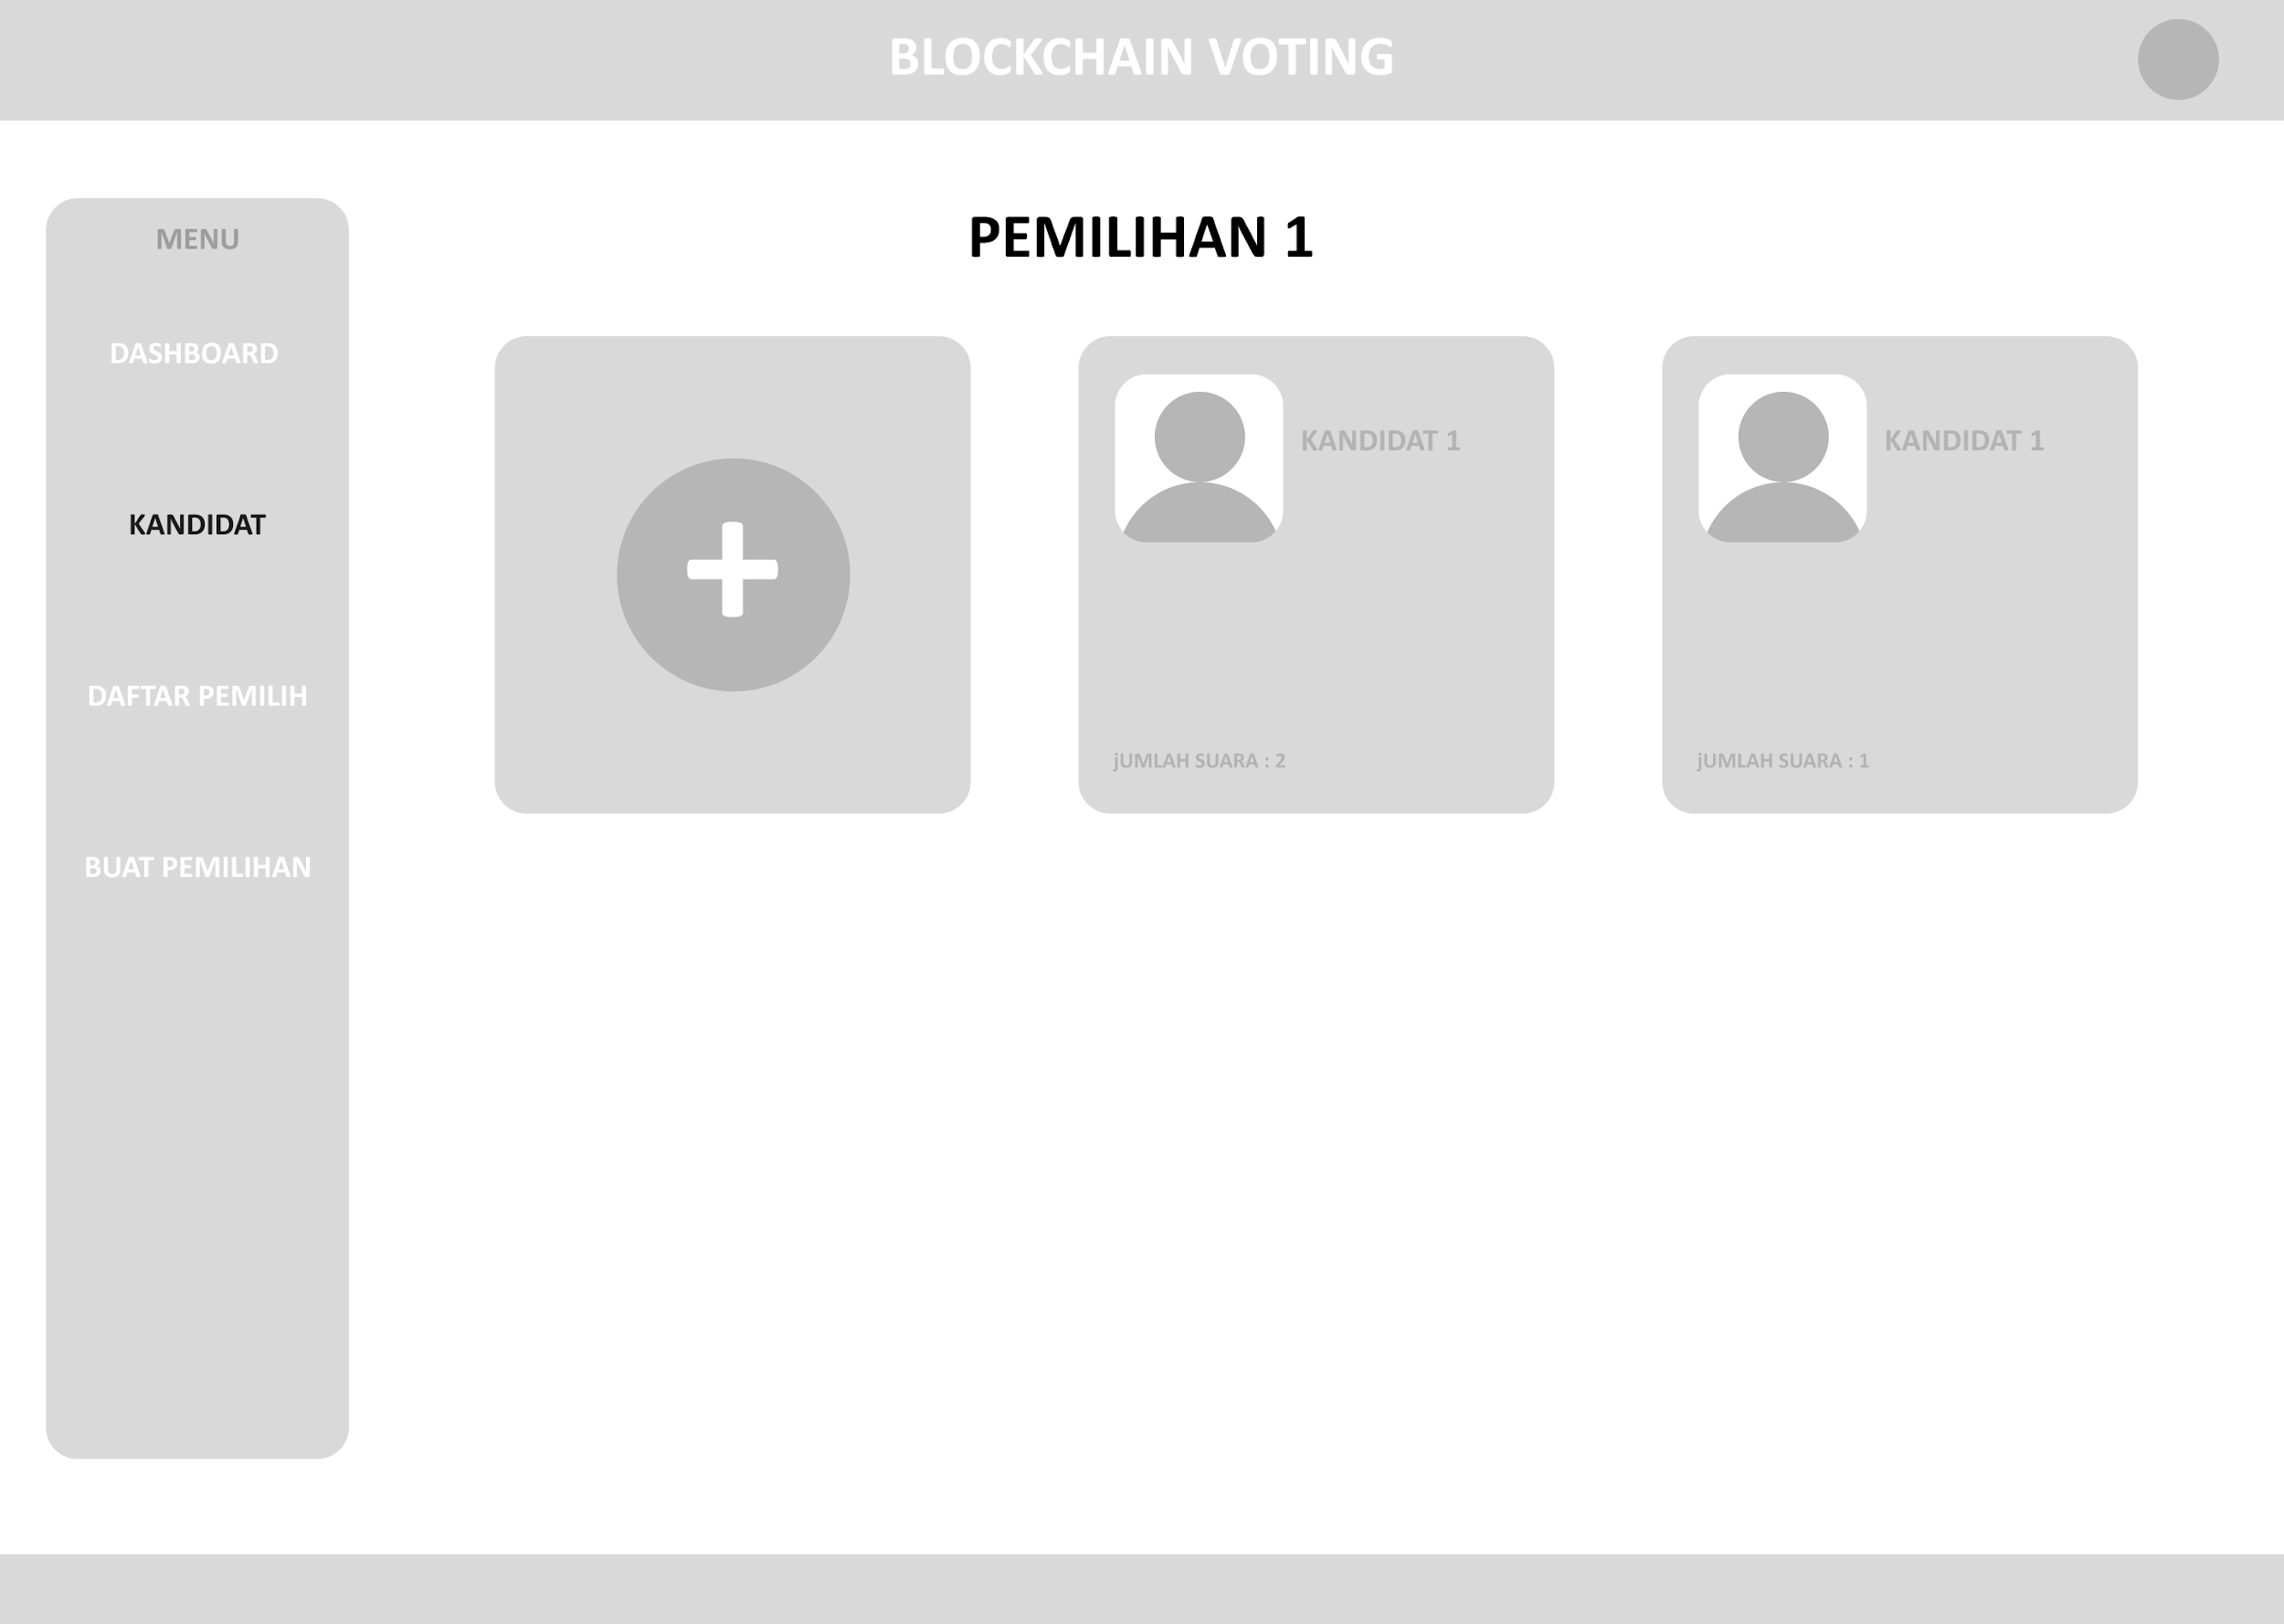 BLOCKCHAIN VOTING
MENU
DASHBOARD
KANDIDAT
DAFTAR PEMILIH
BUAT PEMILIHAN
PEMILIHAN 1
+
KANDIDAT 1
jUMLAH SUARA : 2
KANDIDAT 1
jUMLAH SUARA : 1